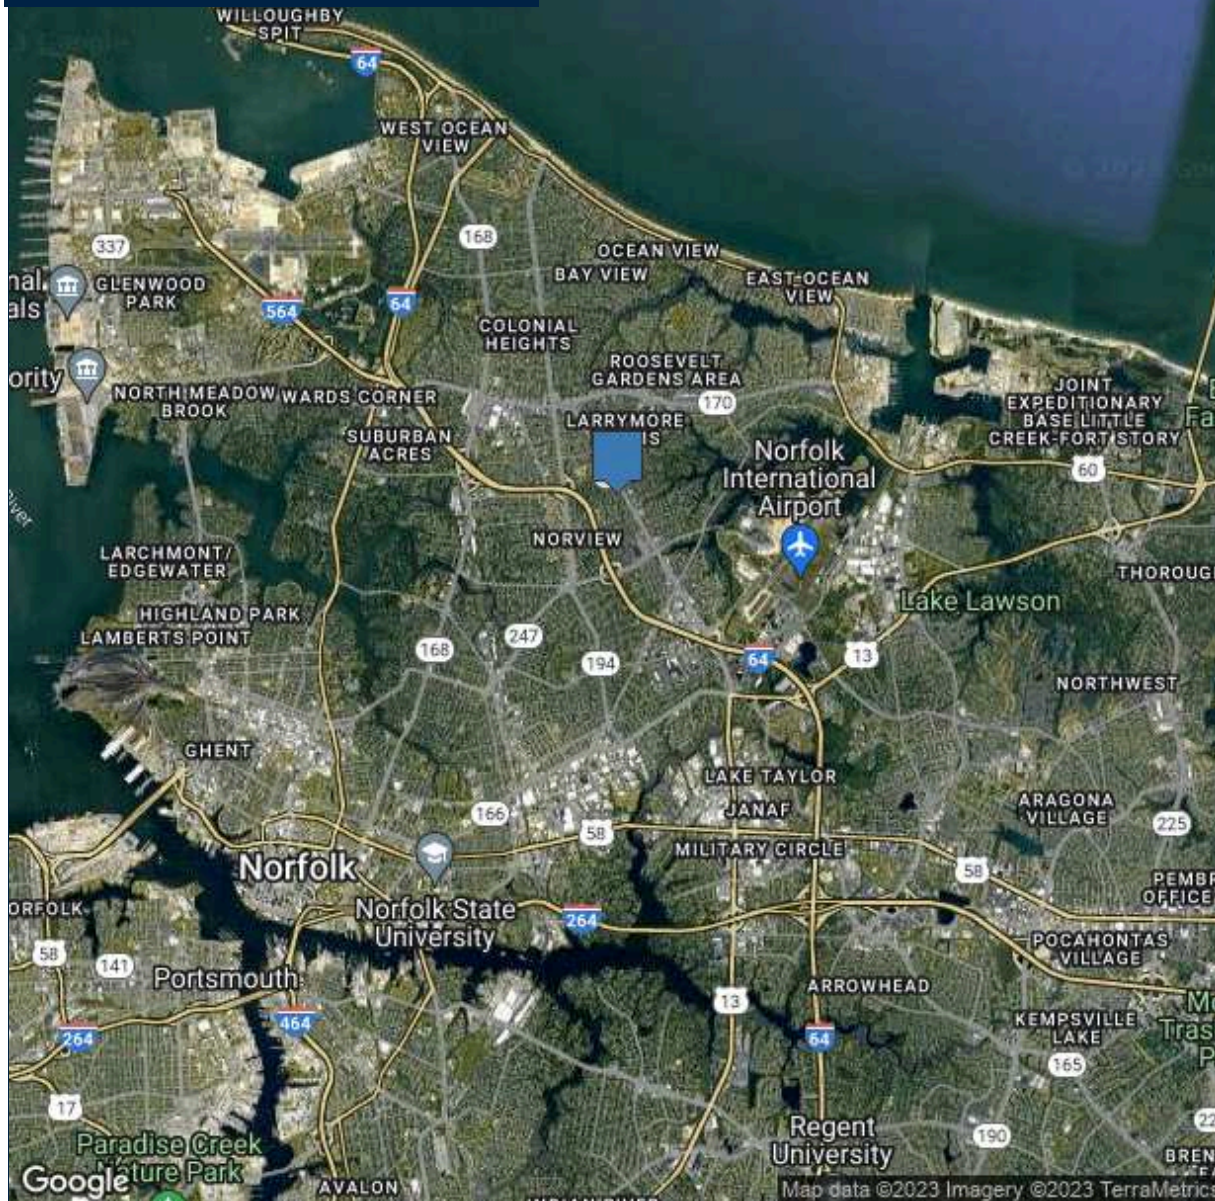 WILLOUGHBY
SPIT
64
WEST OCEAN
VIEW
168
337
OCEAN VIEW
BAY VIEW
EAST OCEAN
VIEW
GLENWOOD
PARK
564
64
COLONIAL
HEIGHTS
ROOSEVELT
GARDENS AREA
170
NORTH MEADOW
BROOK
WARDS CORNER
JOINT
EXPEDITIONARY
BASE LITTLE
CREEK-FORT STORY
LARRYMORE
SUBURBAN
ACRES
Norfolk
International
Airport
60
NORVIEW
LARCHMONT/
EDGEWATER
Lake Lawson
HIGHLAND PARK
LAMBERTS POINT
168
247
194
64
13
NORTHWEST
GHENT
LAKE TAYLOR
JANAF
ARAGONA
VILLAGE
166
58
225
MILITARY CIRCLE
58
Norfolk
OFFICE
Norfolk State
University
264
58
141
POCAHONTAS
VILLAGE
Portsmouth
ARROWHEAD
13
464
264
64
KEMPSVILLE
LAKE
165
17
Regent
University
190
Paradise Creek
Nature Park
AVALON
Google
Map data ©2023 Imagery ©2023 TerraMetrics